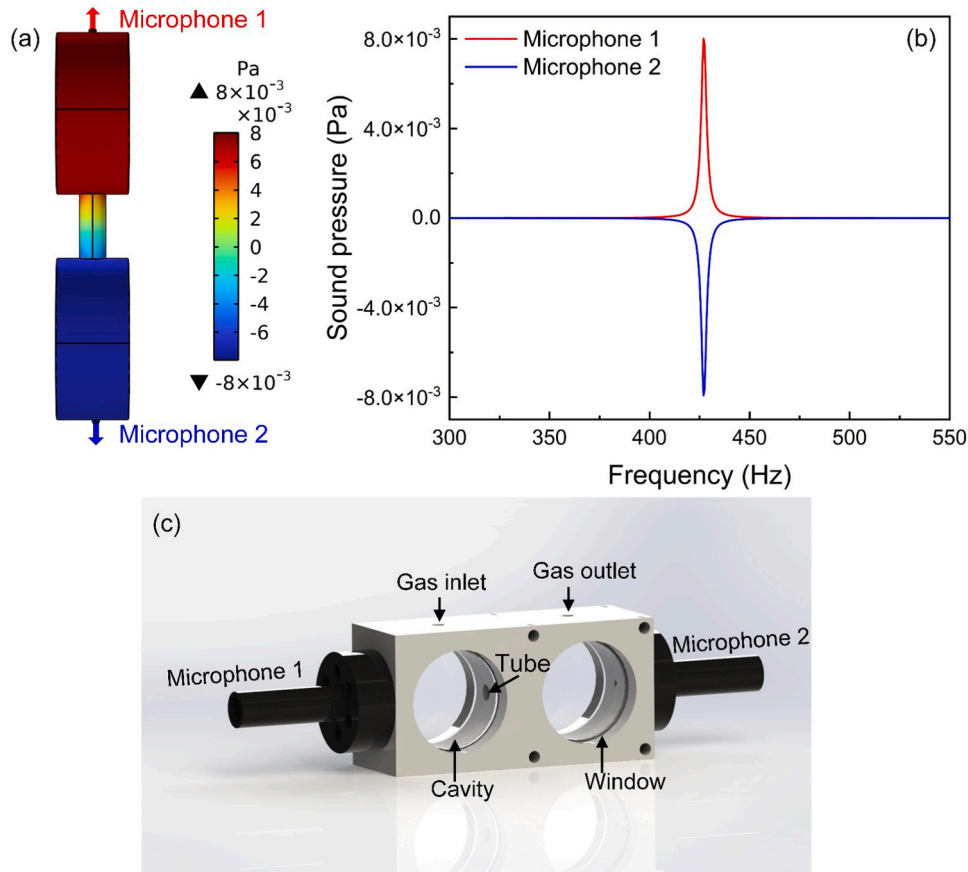 (a)
Microphone 1
Pa
▲ 8×10⁻³
×10⁻³
8
6
4
2
0
-2
-4
-6
▼ -8×10⁻³
Microphone 2
(b)
Microphone 1
Microphone 2
8.0×10⁻³
4.0×10⁻³
0.0
-4.0×10⁻³
-8.0×10⁻³
Sound pressure (Pa)
300 350 400 450 500 550
Frequency (Hz)
(c)
Gas inlet
Gas outlet
Microphone 1
Tube
Microphone 2
Cavity
Window